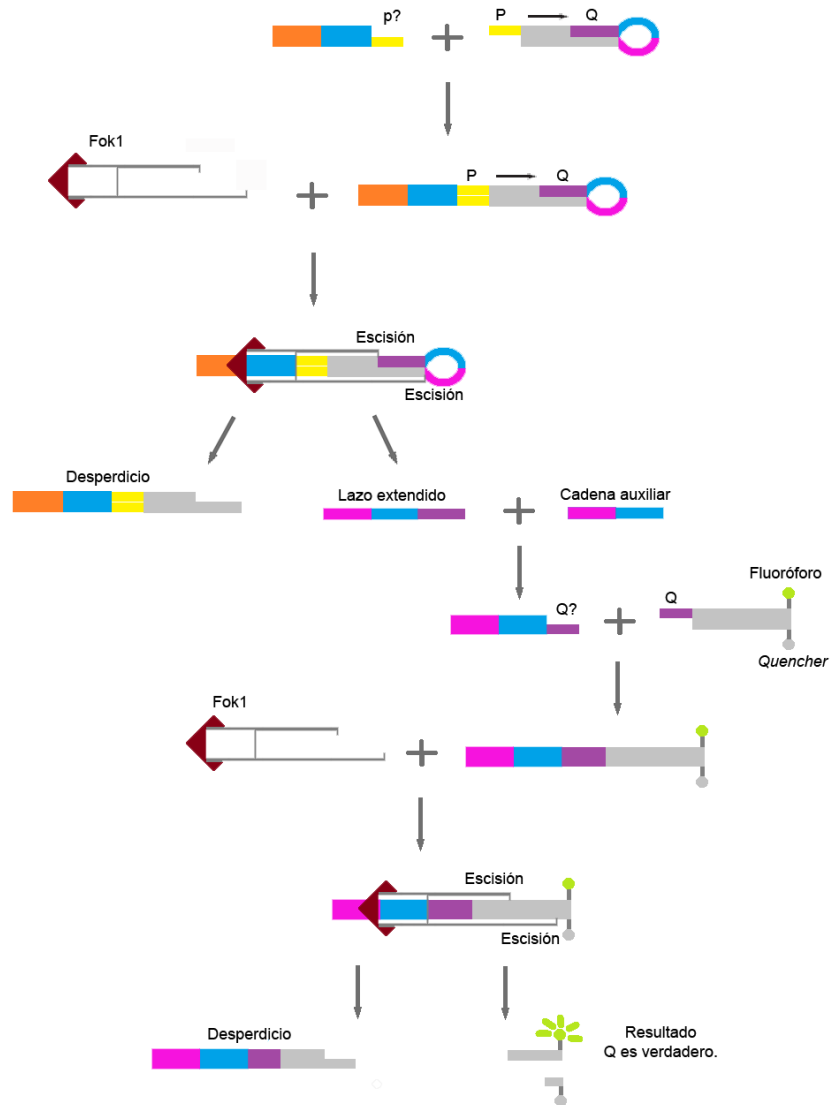 p?
P
Q
Fok1
P
Q
Escisión
Escisión
Desperdicio
Lazo extendido
Cadena auxiliar
Fluoróforo
Q?
Q
Quencher
Fok1
Escisión
Escisión
Desperdicio
Resultado
Q es verdadero.